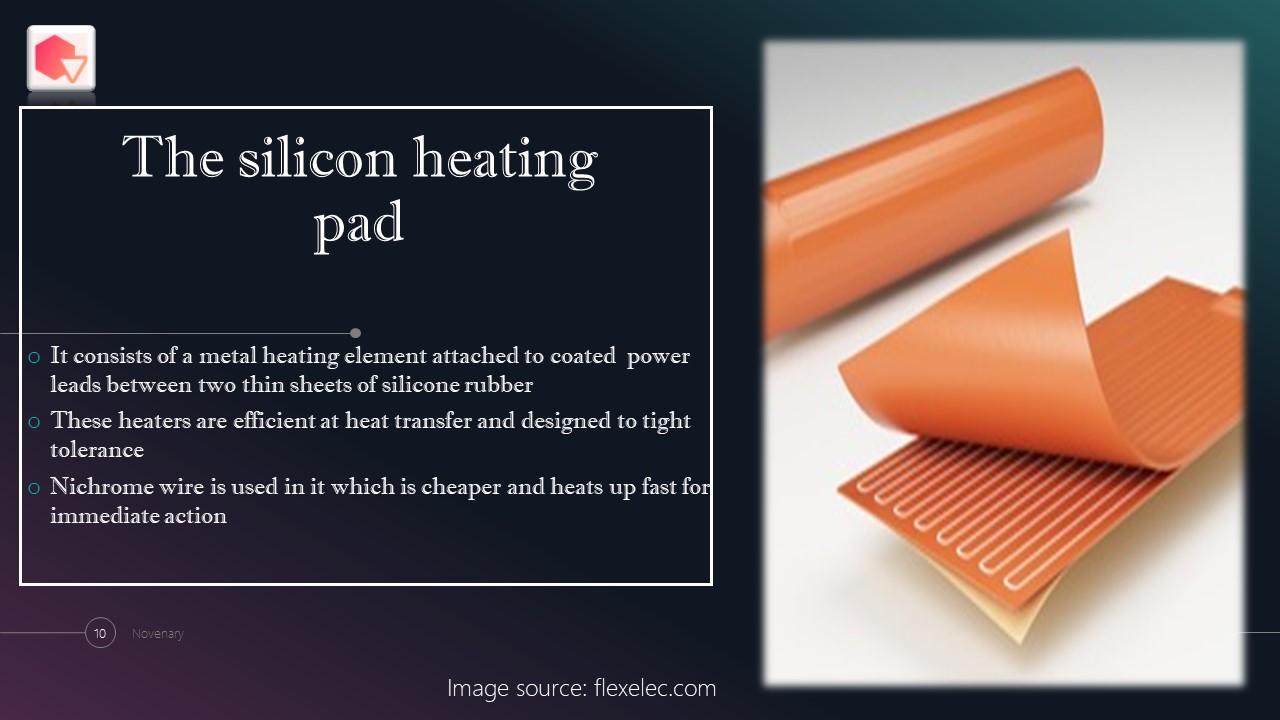 The silicon heating
pad
It consists of a metal heating element attached to coated  power
leads between two thin sheets of silicone rubber
These heaters are efficient at heat transfer and designed to tight
tolerance
Nichrome wire is used in it which is cheaper and heats up fast for
immediate action
10 Novenary
Image source: flexelec.com